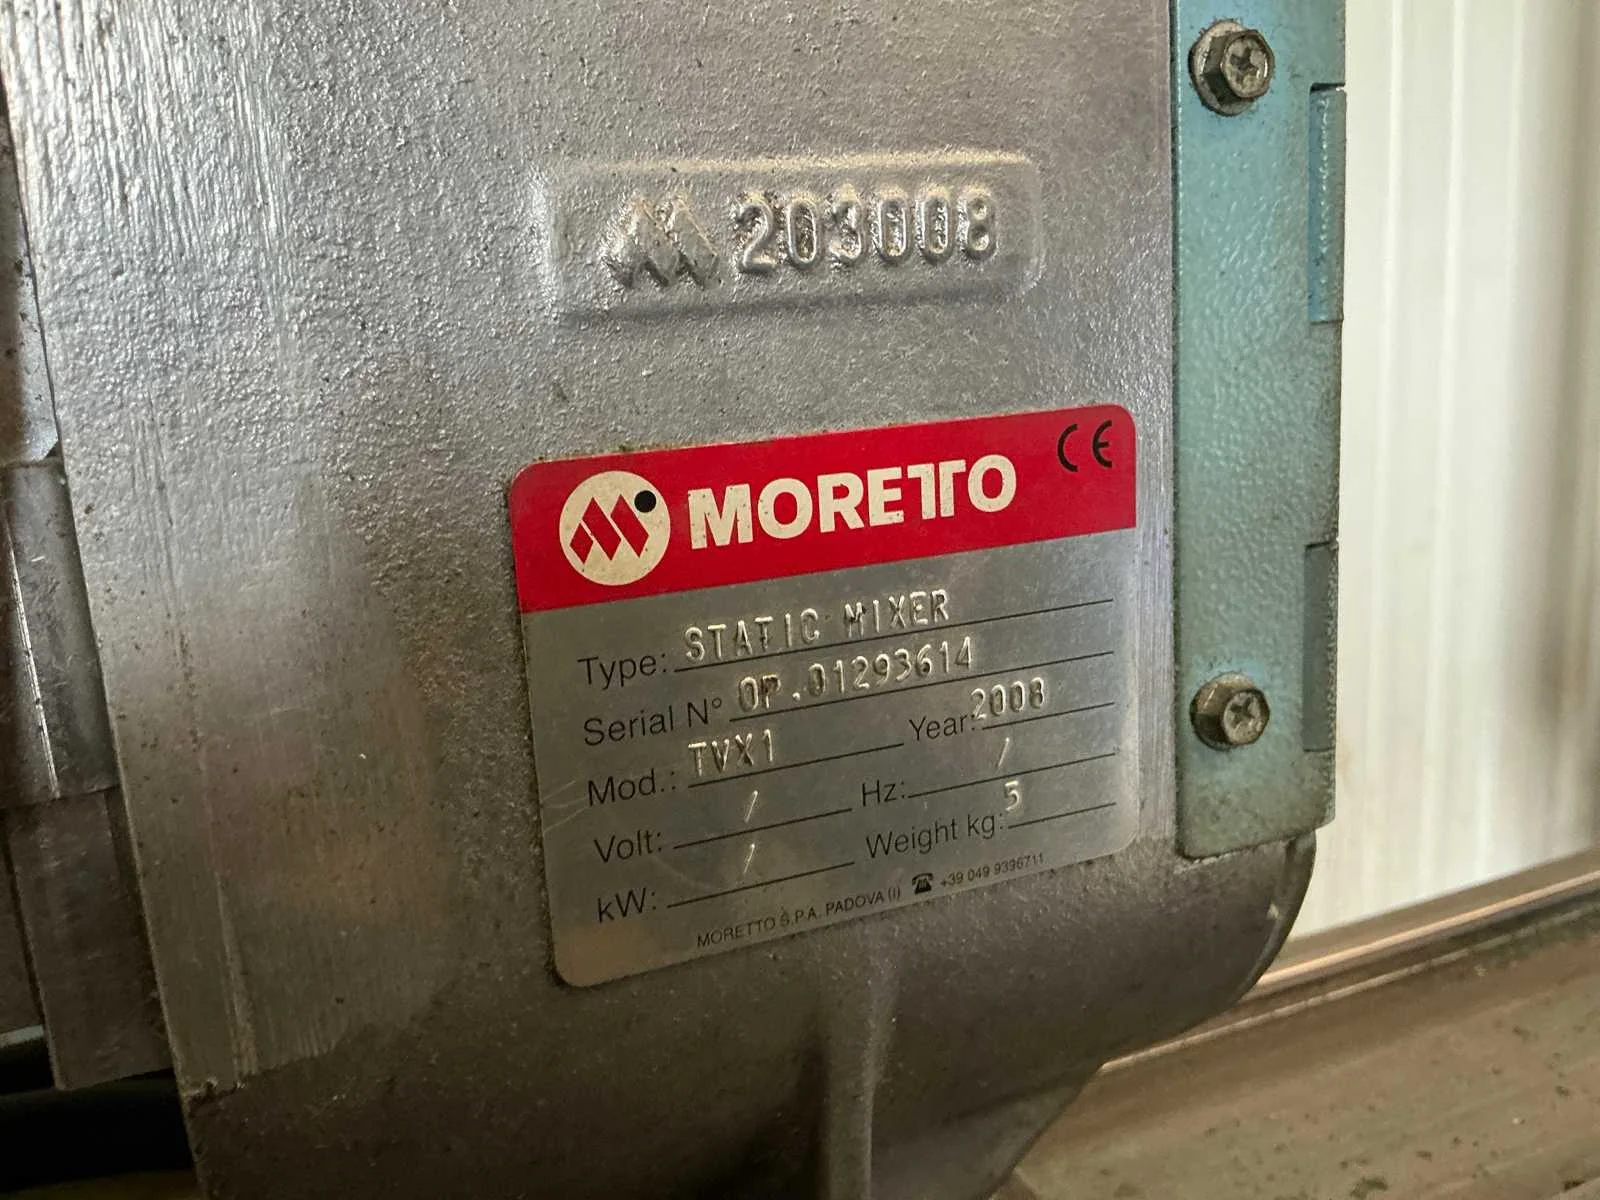 203008
MORETTO CE
Type: STATIC MIXER
Serial N° OP.01293614
Mod.: TVX1 Year: 2008
Volt: / Hz: /
kW: / Weight kg: 5
MORETTO S.P.A. PADOVA (I) ☎ +39 049 9396711